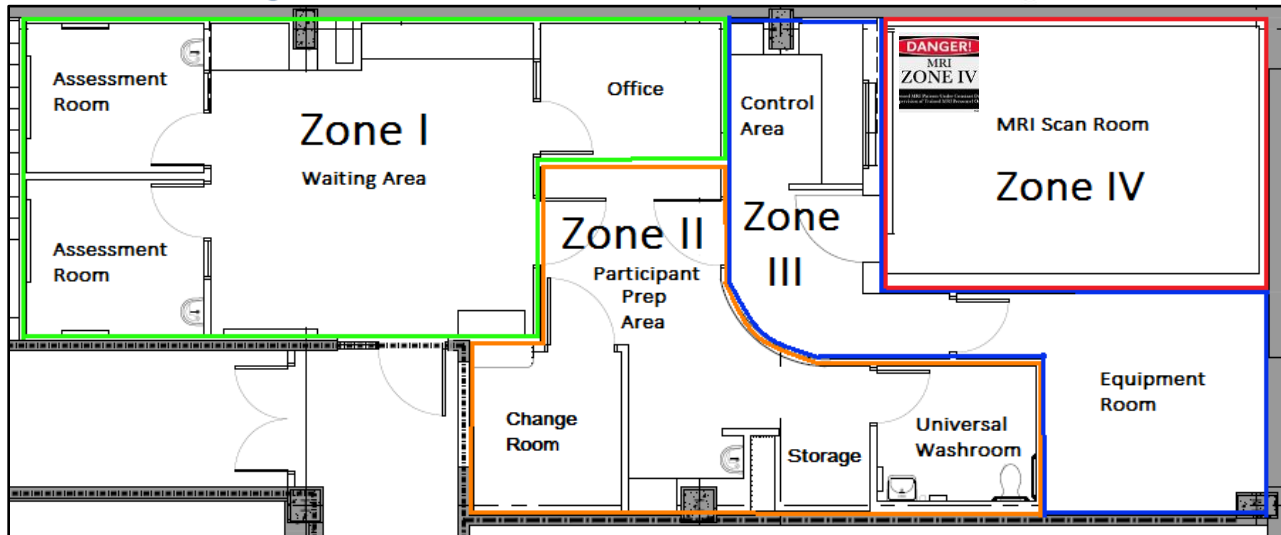 Assessment
Room
Zone I
Waiting Area
Office
Control
Area
DANGER!
MRI
ZONE IV
MRI Scan Room
Zone IV
Assessment
Room
Zone II
Participant
Prep
Area
Zone
III
Change
Room
Storage
Universal
Washroom
Equipment
Room